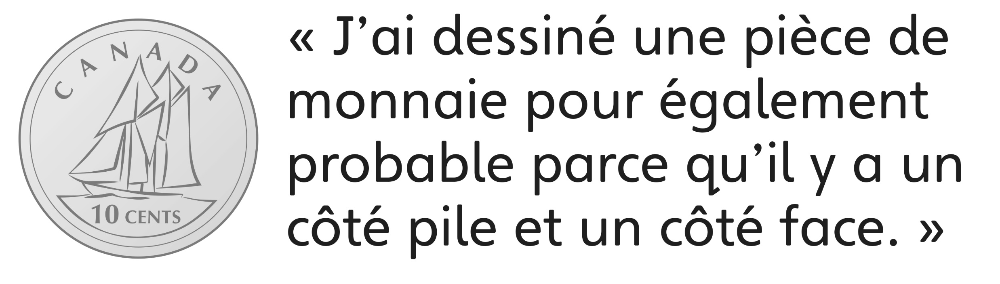 CANADA
10 CENTS
« J’ai dessiné une pièce de
monnaie pour également
probable parce qu’il y a un
côté pile et un côté face. »